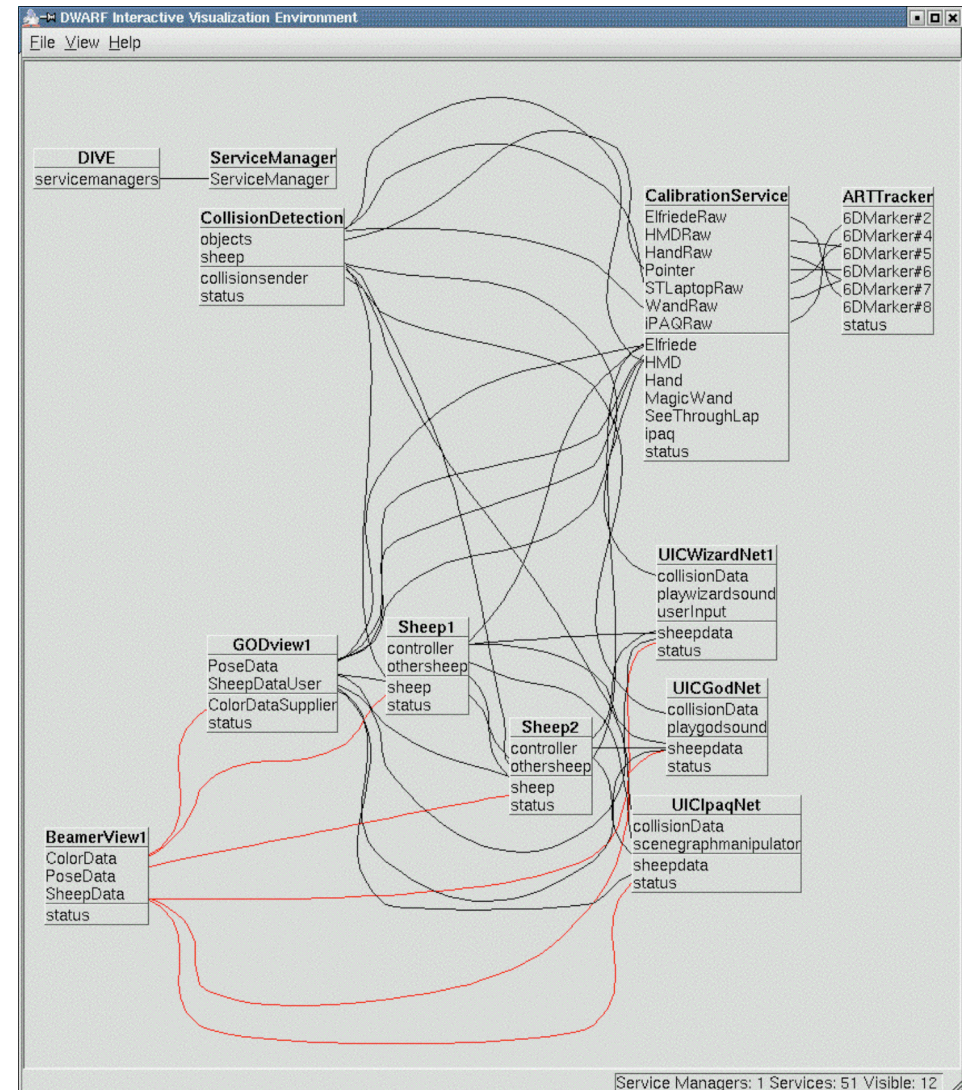 DWARF Interactive Visualization Environment
File View Help
DIVE
servicemanagers
ServiceManager
ServiceManager
CollisionDetection
objects
sheep
collisionsender
status
CalibrationService
ElfriedeRaw
HMDRaw
HandRaw
Pointer
STLaptopRaw
WandRaw
iPAQRaw
Elfriede
HMD
Hand
MagicWand
SeeThroughLap
ipaq
status
ARTTracker
6DMarker#2
6DMarker#4
6DMarker#5
6DMarker#6
6DMarker#7
6DMarker#8
status
UICWizardNet1
collisionData
playwizardsound
userInput
sheepdata
status
GODview1
PoseData
SheepDataUser
ColorDataSupplier
status
Sheep1
controller
othersheep
sheep
status
UICGodNet
collisionData
playgodsound
sheepdata
status
Sheep2
controller
othersheep
sheep
status
UICIpaqNet
collisionData
scenegraphmanipulator
sheepdata
status
BeamerView1
ColorData
PoseData
SheepData
status
Service Managers: 1 Services: 51 Visible: 12